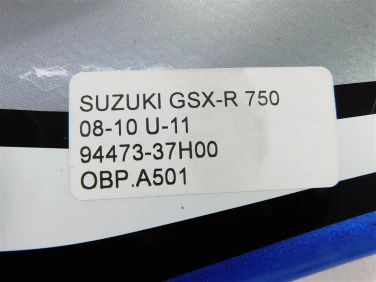 SUZUKI GSX-R 750
08-10 U-11
94473-37H00
OBP.A501